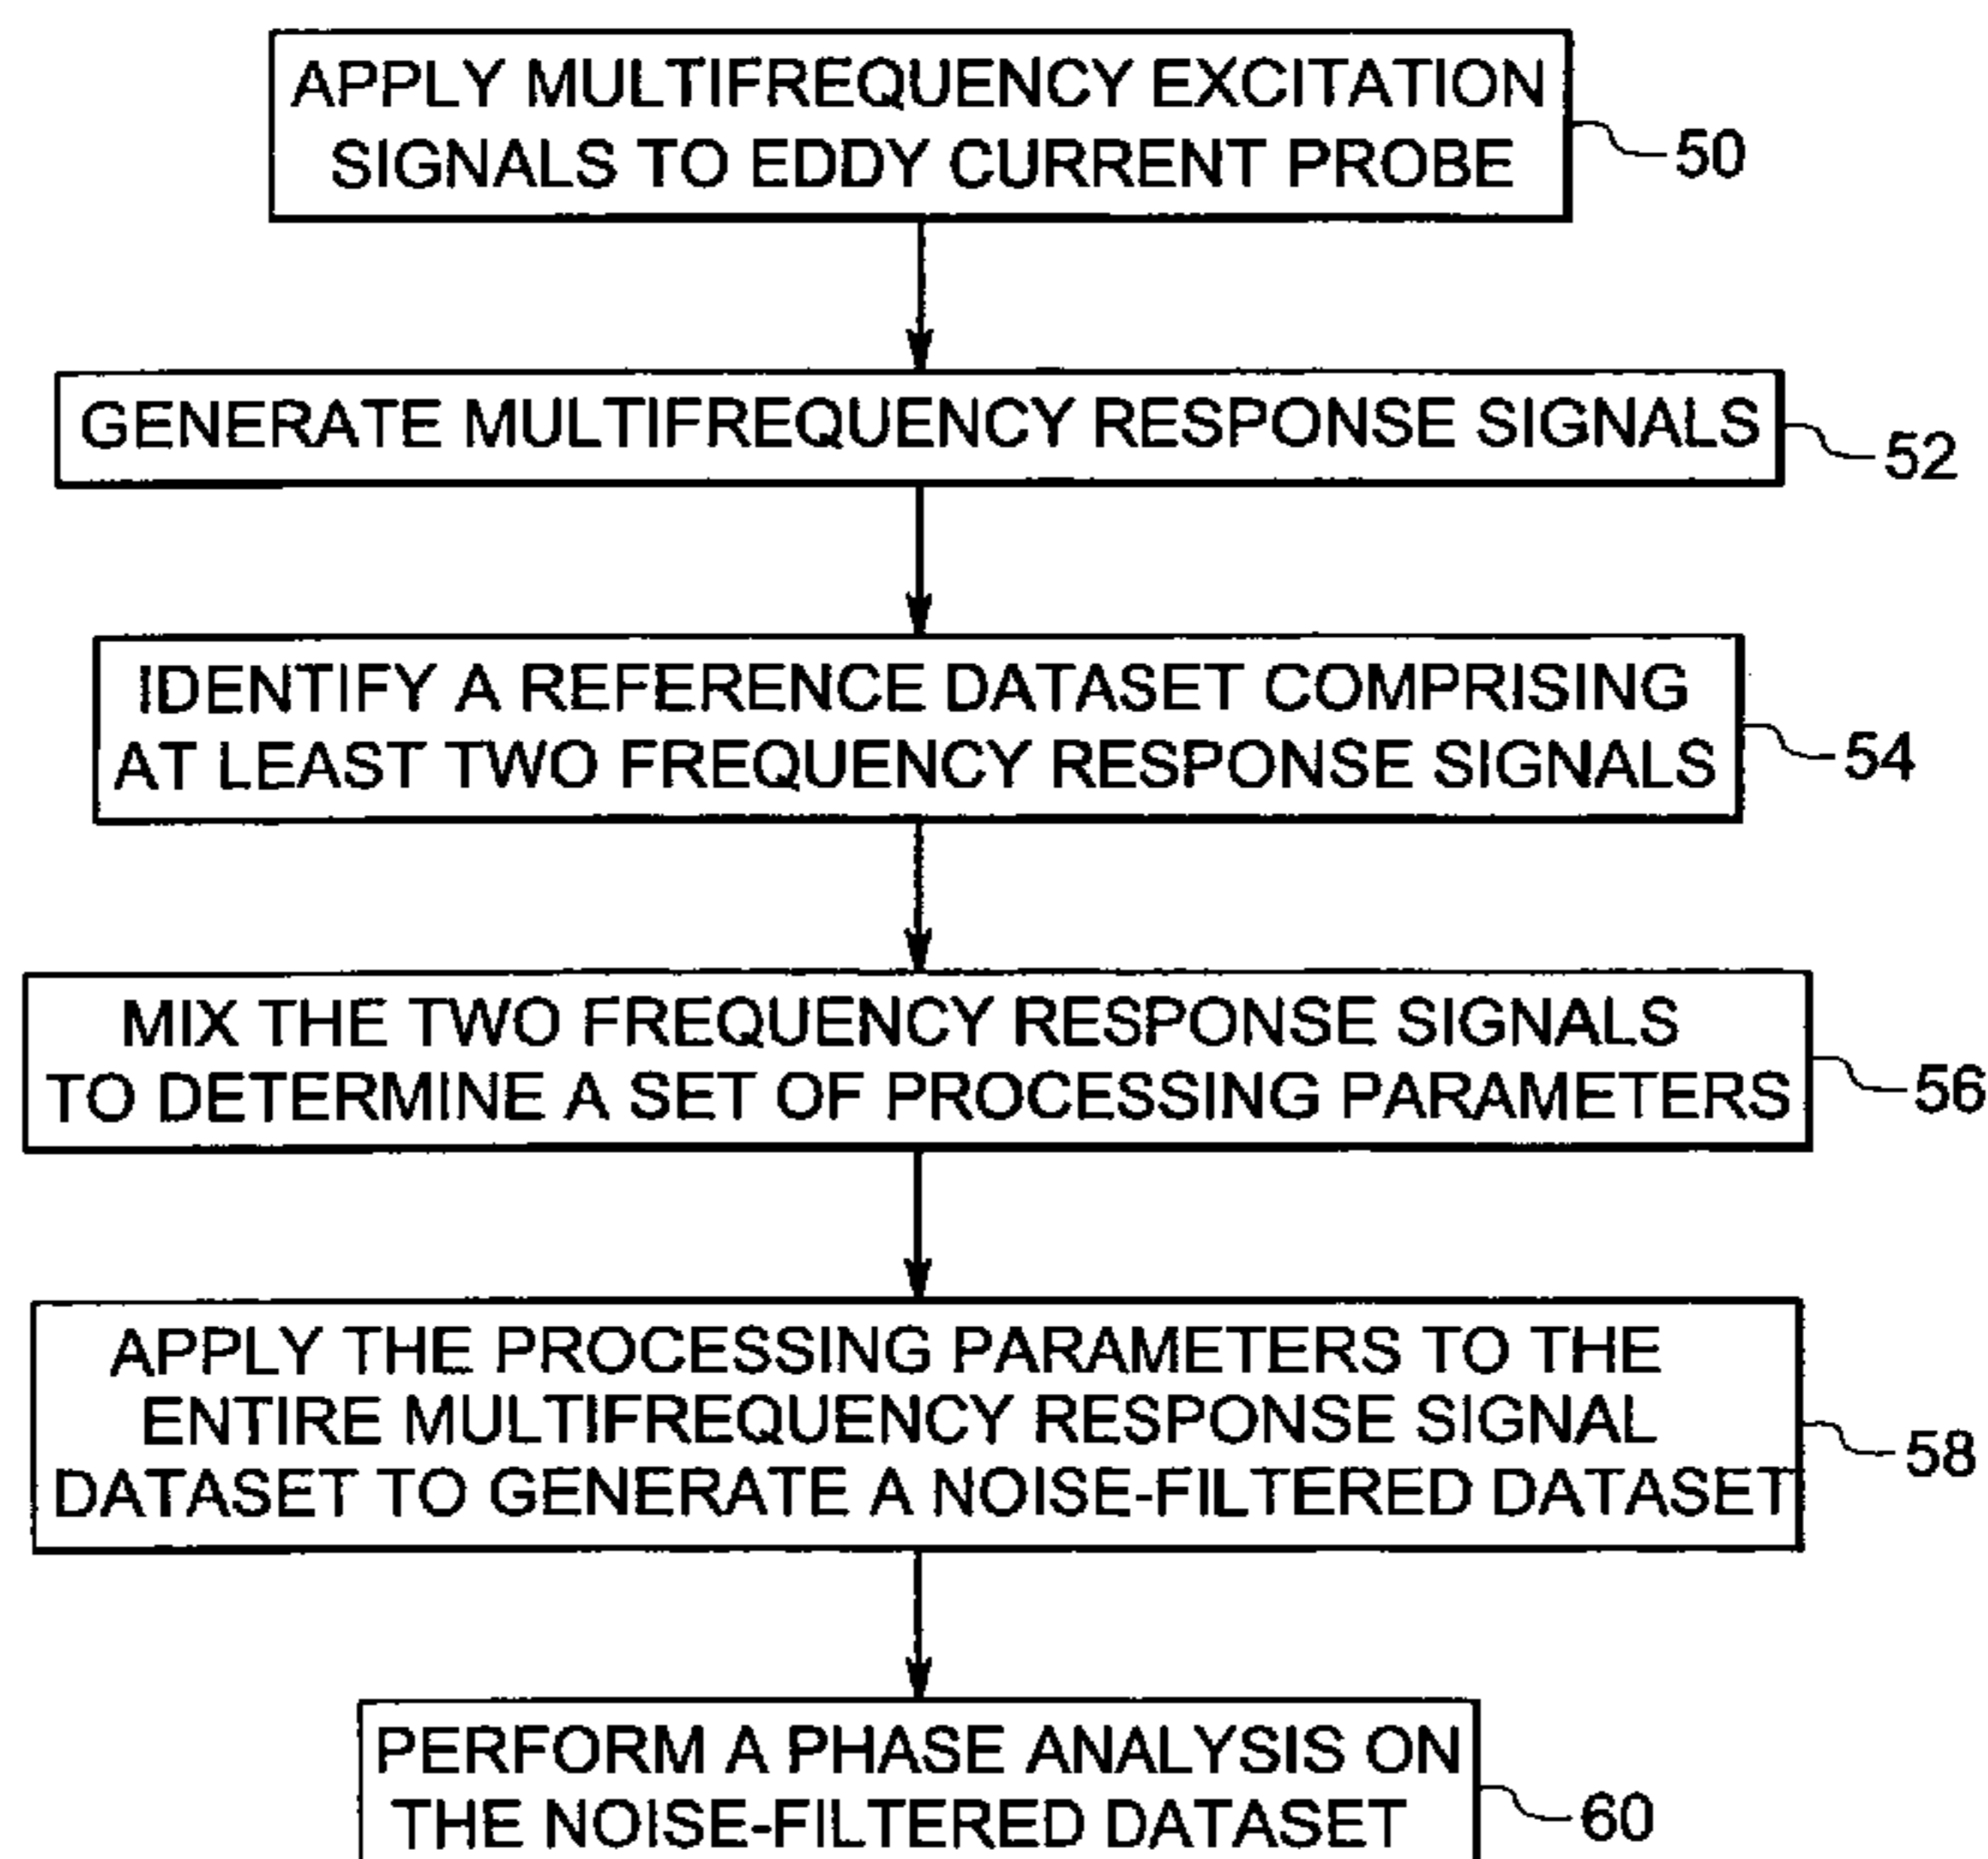 APPLY MULTIFREQUENCY EXCITATION
SIGNALS TO EDDY CURRENT PROBE
50
GENERATE MULTIFREQUENCY RESPONSE SIGNALS
52
IDENTIFY A REFERENCE DATASET COMPRISING
AT LEAST TWO FREQUENCY RESPONSE SIGNALS
54
MIX THE TWO FREQUENCY RESPONSE SIGNALS
TO DETERMINE A SET OF PROCESSING PARAMETERS
56
APPLY THE PROCESSING PARAMETERS TO THE
ENTIRE MULTIFREQUENCY RESPONSE SIGNAL
DATASET TO GENERATE A NOISE-FILTERED DATASET
58
PERFORM A PHASE ANALYSIS ON
THE NOISE-FILTERED DATASET
60